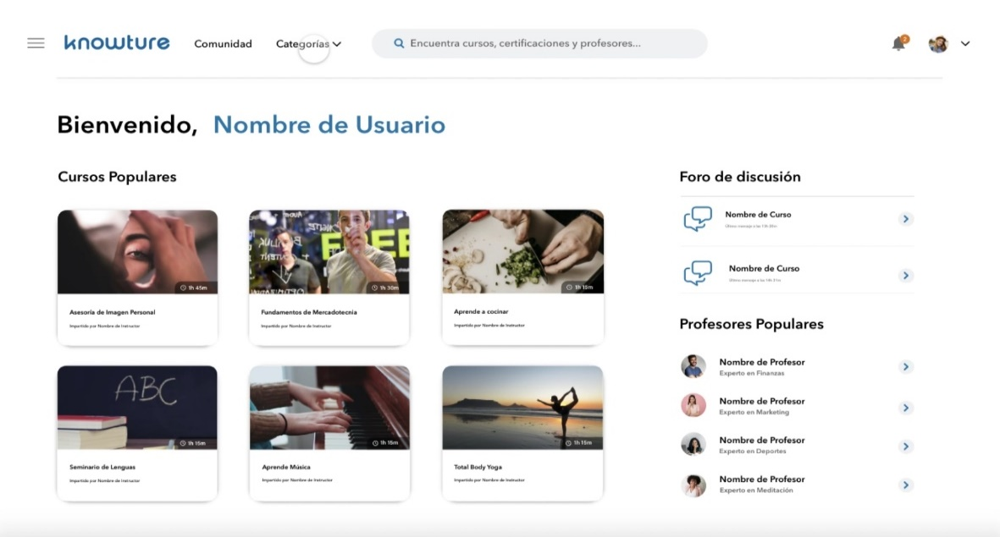 knowture
Comunidad
Categorías
Encuentra cursos, certificaciones y profesores...
2
Bienvenido, Nombre de Usuario
Cursos Populares
1h 45m
Asesoría de Imagen Personal
Impartido por Nombre de Instructor
FREE
1h 30m
Fundamentos de Mercadotecnia
Impartido por Nombre de Instructor
1h 15m
Aprende a cocinar
Impartido por Nombre de Instructor
ABC
1h 15m
Seminario de Lenguas
Impartido por Nombre de Instructor
1h 15m
Aprende Música
Impartido por Nombre de Instructor
1h 15m
Total Body Yoga
Impartido por Nombre de Instructor
Foro de discusión
Nombre de Curso
Nombre de Curso
Profesores Populares
Nombre de Profesor
Experto en Finanzas
Nombre de Profesor
Experto en Marketing
Nombre de Profesor
Experto en Deportes
Nombre de Profesor
Experto en Meditación